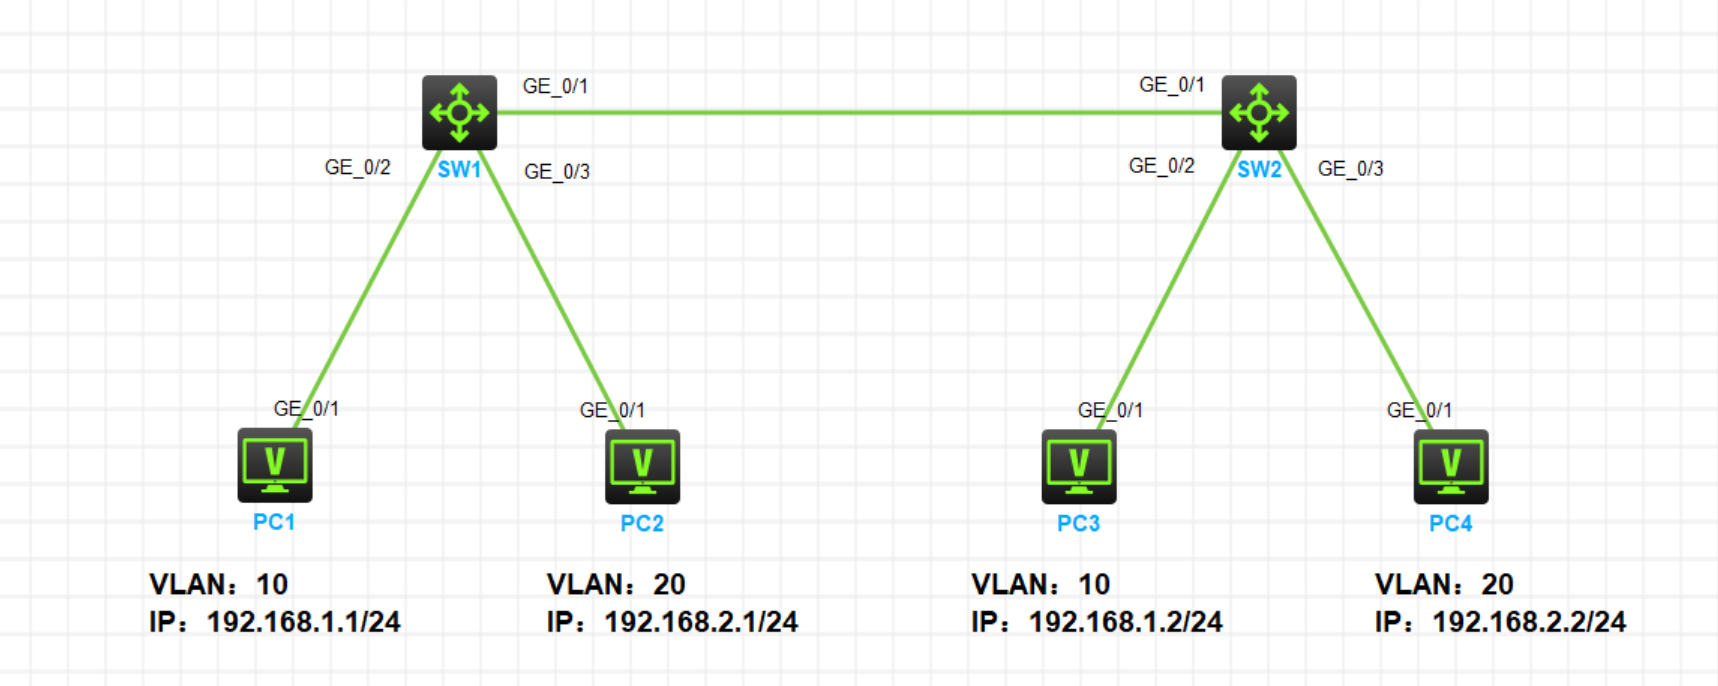 GE_0/1
GE_0/1
GE_0/2
SW1
GE_0/3
GE_0/2
SW2
GE_0/3
GE_0/1
GE_0/1
GE_0/1
GE_0/1
V
V
V
V
PC1
PC2
PC3
PC4
VLAN：10
IP：192.168.1.1/24
VLAN：20
IP：192.168.2.1/24
VLAN：10
IP：192.168.1.2/24
VLAN：20
IP：192.168.2.2/24